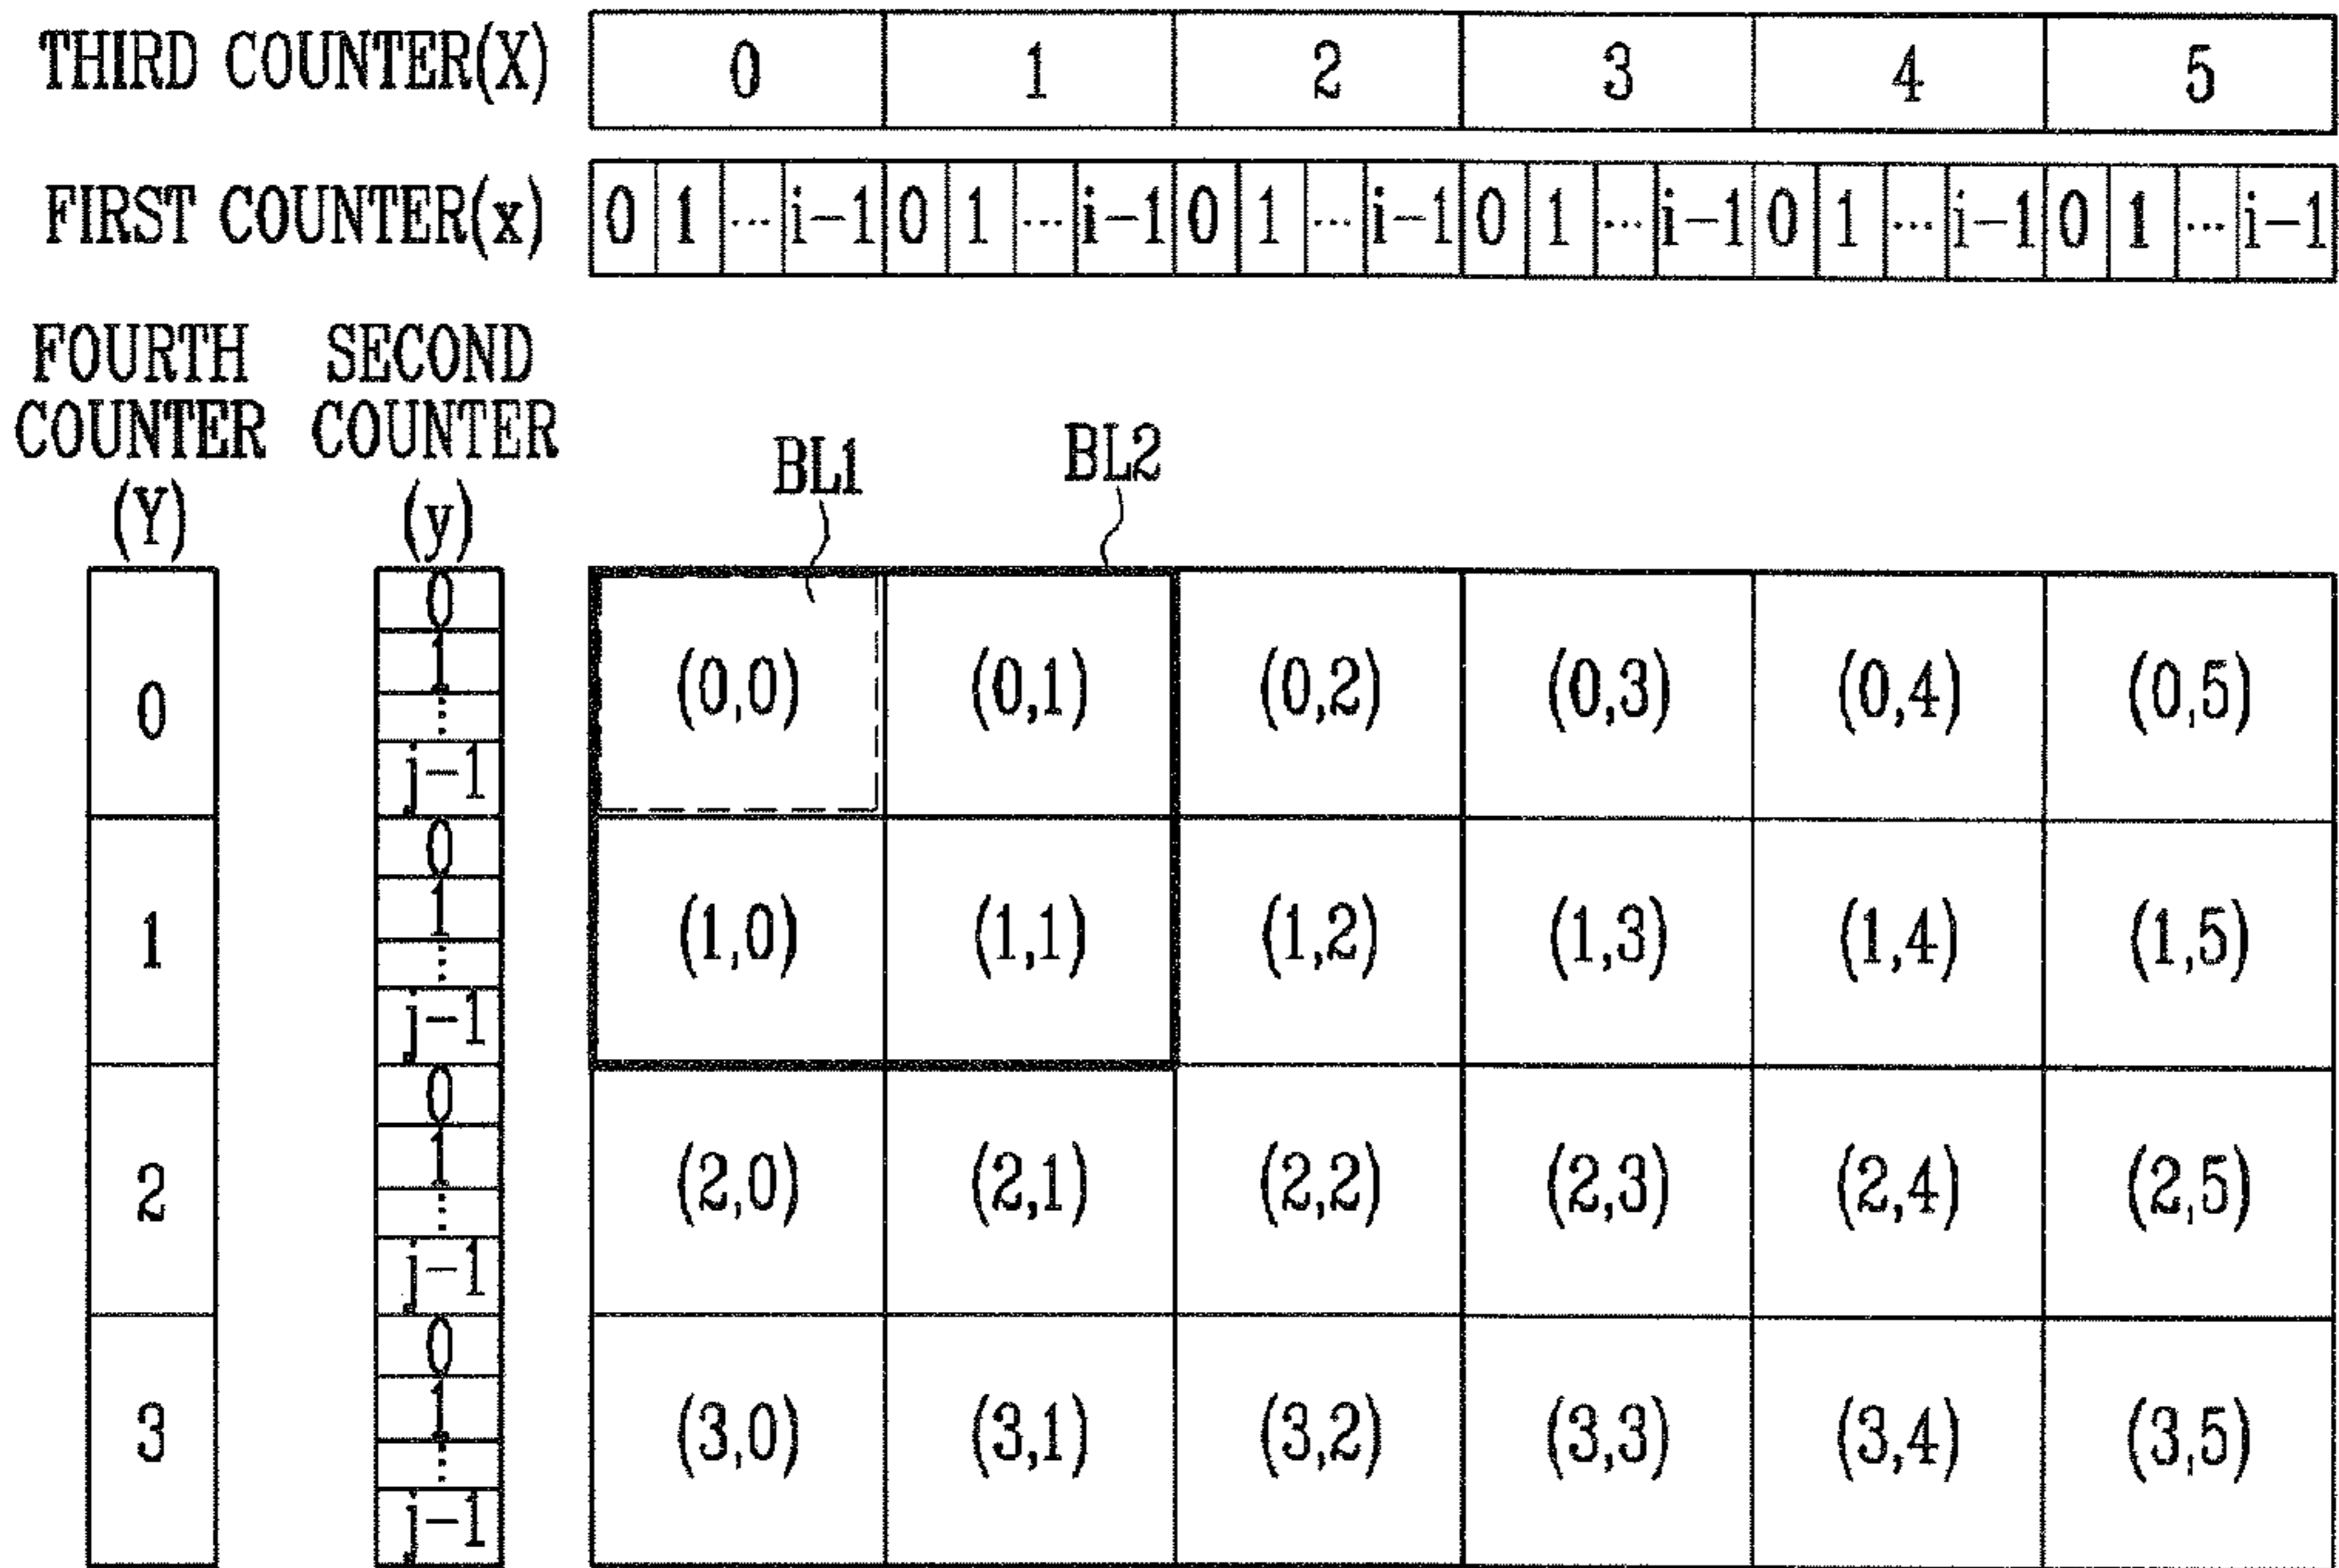 THIRD COUNTER(X) 0 1 2 3 4 5
FIRST COUNTER(x) 0 1 ... i-1 0 1 ... i-1 0 1 ... i-1 0 1 ... i-1 0 1 ... i-1 0 1 ... i-1
FOURTH COUNTER (Y)
SECOND COUNTER (y)
BL1
BL2
0
0
1
⋮
j-1
(0,0) (0,1) (0,2) (0,3) (0,4) (0,5)
1
0
1
⋮
j-1
(1,0) (1,1) (1,2) (1,3) (1,4) (1,5)
2
0
1
⋮
j-1
(2,0) (2,1) (2,2) (2,3) (2,4) (2,5)
3
0
1
⋮
j-1
(3,0) (3,1) (3,2) (3,3) (3,4) (3,5)